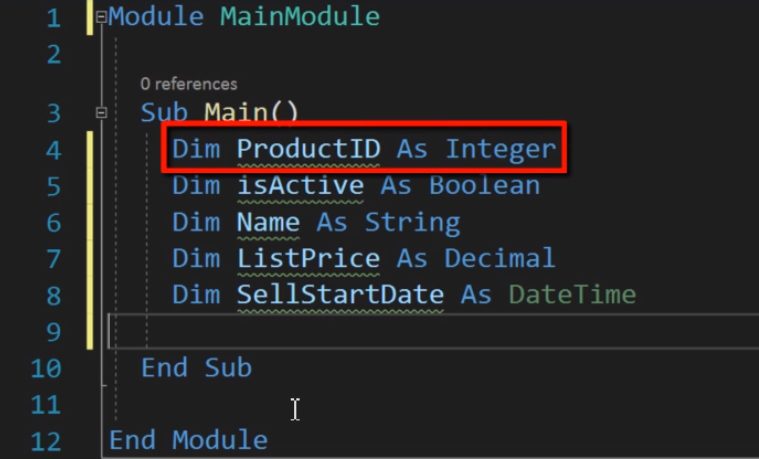 1 Module MainModule
2
0 references
3 Sub Main()
4 Dim ProductID As Integer
5 Dim isActive As Boolean
6 Dim Name As String
7 Dim ListPrice As Decimal
8 Dim SellStartDate As DateTime
9
10 End Sub
11
12 End Module